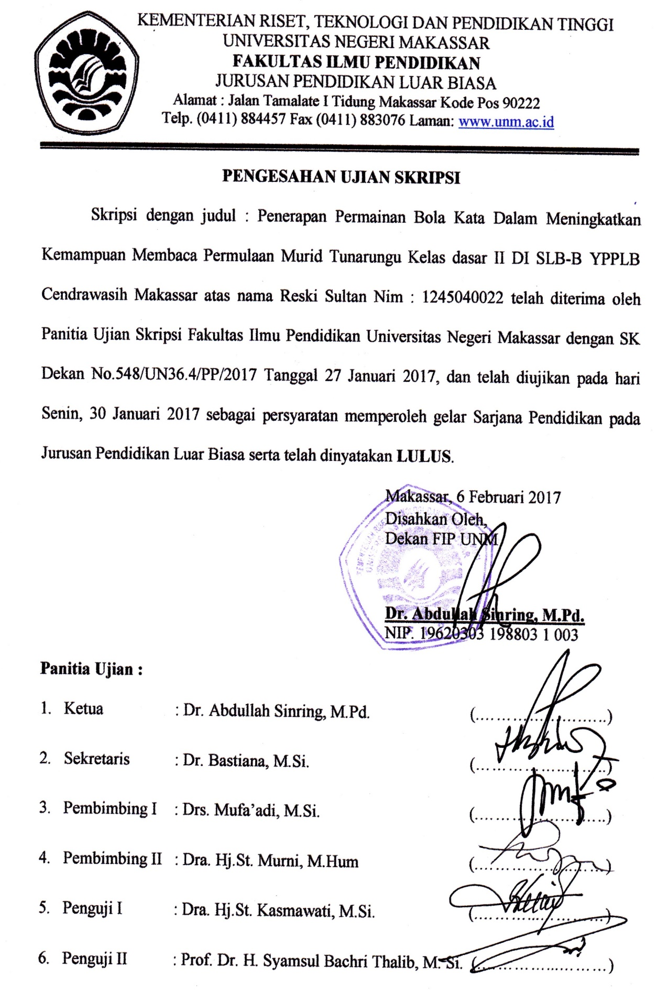 KEMENTERIAN RISET, TEKNOLOGI DAN PENDIDIKAN TINGGI
UNIVERSITAS NEGERI MAKASSAR
FAKULTAS ILMU PENDIDIKAN
JURUSAN PENDIDIKAN LUAR BIASA
Alamat : Jalan Tamalate I Tidung Makassar Kode Pos 90222
Telp. (0411) 884457 Fax (0411) 883076 Laman: www.unm.ac.id
PENGESAHAN UJIAN SKRIPSI
Skripsi dengan judul : Penerapan Permainan Bola Kata Dalam Meningkatkan
Kemampuan Membaca Permulaan Murid Tunarungu Kelas dasar II DI SLB-B YPPLB
Cendrawasih Makassar atas nama Reski Sultan Nim : 1245040022 telah diterima oleh
Panitia Ujian Skripsi Fakultas Ilmu Pendidikan Universitas Negeri Makassar dengan SK
Dekan No.548/UN36.4/PP/2017 Tanggal 27 Januari 2017, dan telah diujikan pada hari
Senin, 30 Januari 2017 sebagai persyaratan memperoleh gelar Sarjana Pendidikan pada
Jurusan Pendidikan Luar Biasa serta telah dinyatakan LULUS.
Makassar, 6 Februari 2017
Disahkan Oleh,
Dekan FIP UNM
Dr. Abdullah Sinring, M.Pd.
NIP. 19620303 198803 1 003
Panitia Ujian :
1. Ketua : Dr. Abdullah Sinring, M.Pd. (...........................)
2. Sekretaris : Dr. Bastiana, M.Si. (...........................)
3. Pembimbing I : Drs. Mufa'adi, M.Si. (...........................)
4. Pembimbing II : Dra. Hj.St. Murni, M.Hum (...........................)
5. Penguji I : Dra. Hj.St. Kasmawati, M.Si. (...........................)
6. Penguji II : Prof. Dr. H. Syamsul Bachri Thalib, M. Si. (...........................)